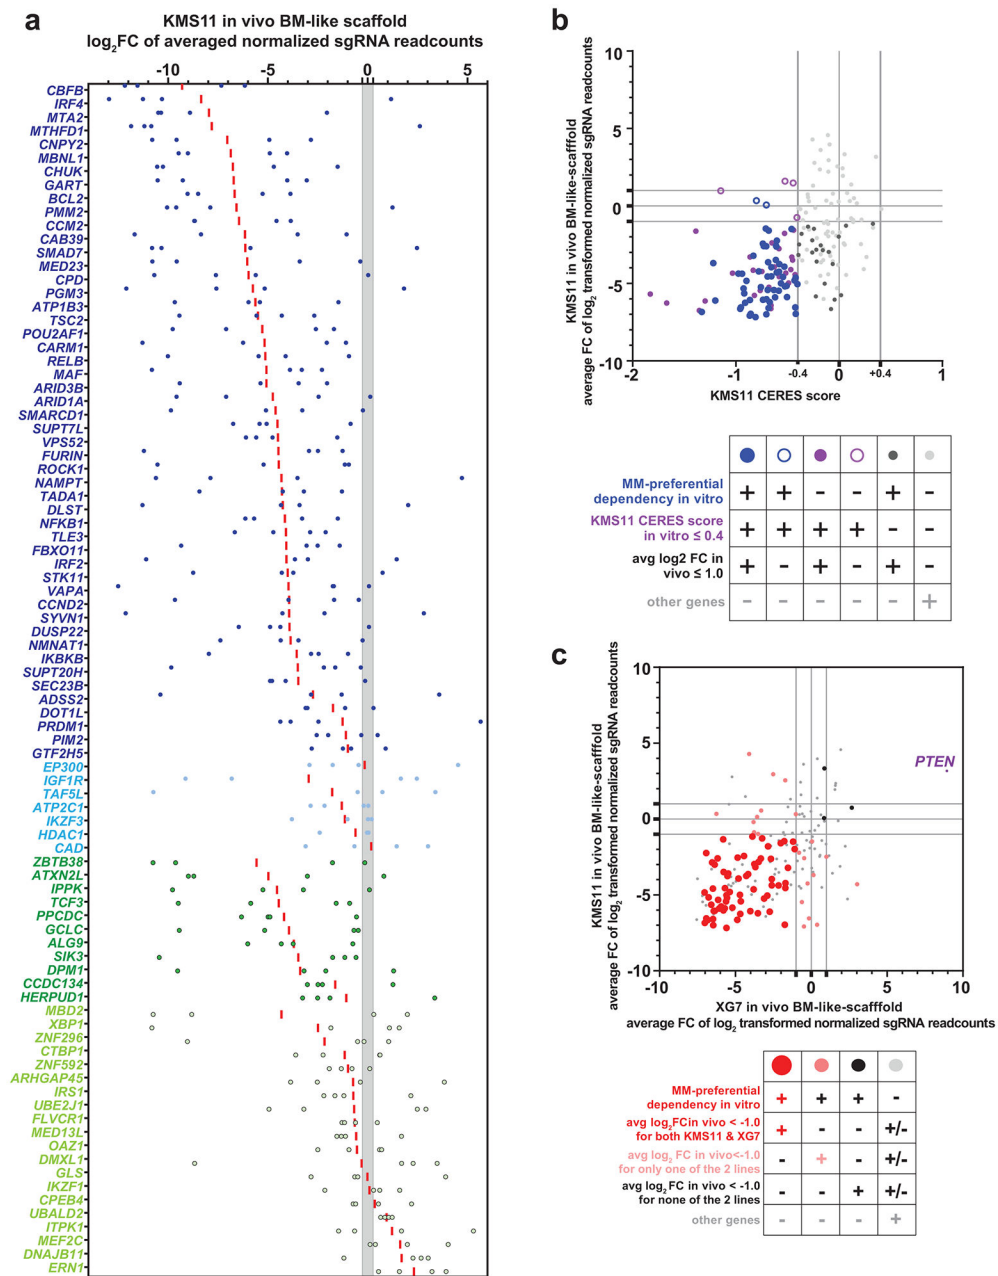 a
KMS11 in vivo BM-like scaffold
log2FC of averaged normalized sgRNA readcounts
-10 -5 0 5
CBFB
IRF4
MTA2
MTHFD1
CNPY2
MBNL1
CHUK
GART
BCL2
PMM2
CCM2
CAB39
SMAD7
MED23
CPD
PGM3
ATP1B3
TSC2
POU2AF1
CARM1
RELB
MAF
ARID3B
ARID1A
SMARCD1
SUPT7L
VPS52
FURIN
ROCK1
NAMPT
TADA1
DLST
NFKB1
TLE3
FBXO11
IRF2
STK11
VAPA
CCND2
SYVN1
DUSP22
NMNAT1
IKBKB
SUPT20H
SEC23B
ADSS2
DOT1L
PRDM1
PIM2
GTF2H5
EP300
IGF1R
TAF5L
ATP2C1
IKZF3
HDAC1
CAD
ZBTB38
ATXN2L
IPPK
TCF3
PPCDC
GCLC
ALG9
SIK3
DPM1
CCDC134
HERPUD1
MBD2
XBP1
ZNF296
CTBP1
ZNF592
ARHGAP45
IRS1
UBE2J1
FLVCR1
MED13L
OAZ1
DMXL1
GLS
IKZF1
CPEB4
UBALD2
ITPK1
MEF2C
DNAJB11
ERN1
b
KMS11 in vivo BM-like-scafffold
average FC of log2 transformed normalized sgRNA readcounts
10
5
0
-5
-10
-2 -1 -0.4 0 +0.4 1
KMS11 CERES score
MM-preferential
dependency in vitro
+ + - - + -
KMS11 CERES score
in vitro ≤ 0.4
+ + + + - -
avg log2 FC in
vivo ≤ 1.0
+ - + - + -
other genes
- - - - - +
c
KMS11 in vivo BM-like-scafffold
average FC of log2 transformed normalized sgRNA readcounts
10
5
0
-5
-10
PTEN
-10 -5 0 5 10
XG7 in vivo BM-like-scafffold
average FC of log2 transformed normalized sgRNA readcounts
MM-preferential
dependency in vitro
+ + + -
avg log2FCin vivo < -1.0
for both KMS11 & XG7
+ - - +/-
avg log2 FC in vivo<-1.0
for only one of the 2 lines
- + - +/-
avg log2FC in vivo < -1.0
for none of the 2 lines
- - + +/-
other genes
- - - +